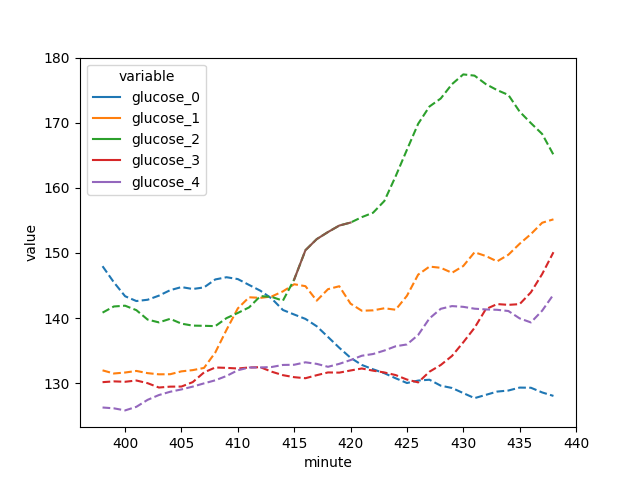 180
170
160
150
140
130
value
variable
glucose_0
glucose_1
glucose_2
glucose_3
glucose_4
400 405 410 415 420 425 430 435 440
minute